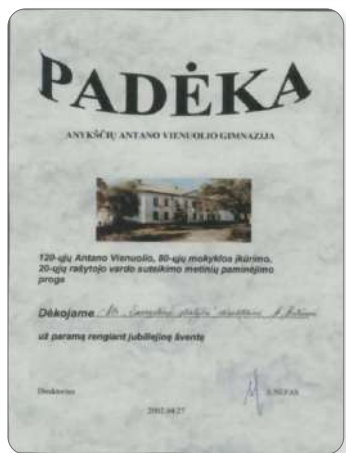 PADĖKA
ANYKŠČIŲ ANTANO VIENUOLIO GIMNAZIJA
120-ųjų Antano Vienuolio, 80-ųjų mokyklos įkūrimo,
20-ųjų rašytojo vardo suteikimo metinių paminėjimo
proga
Dėkojame
už paramą rengiant jubiliejinę šventę
Direktorius
2002.04.27